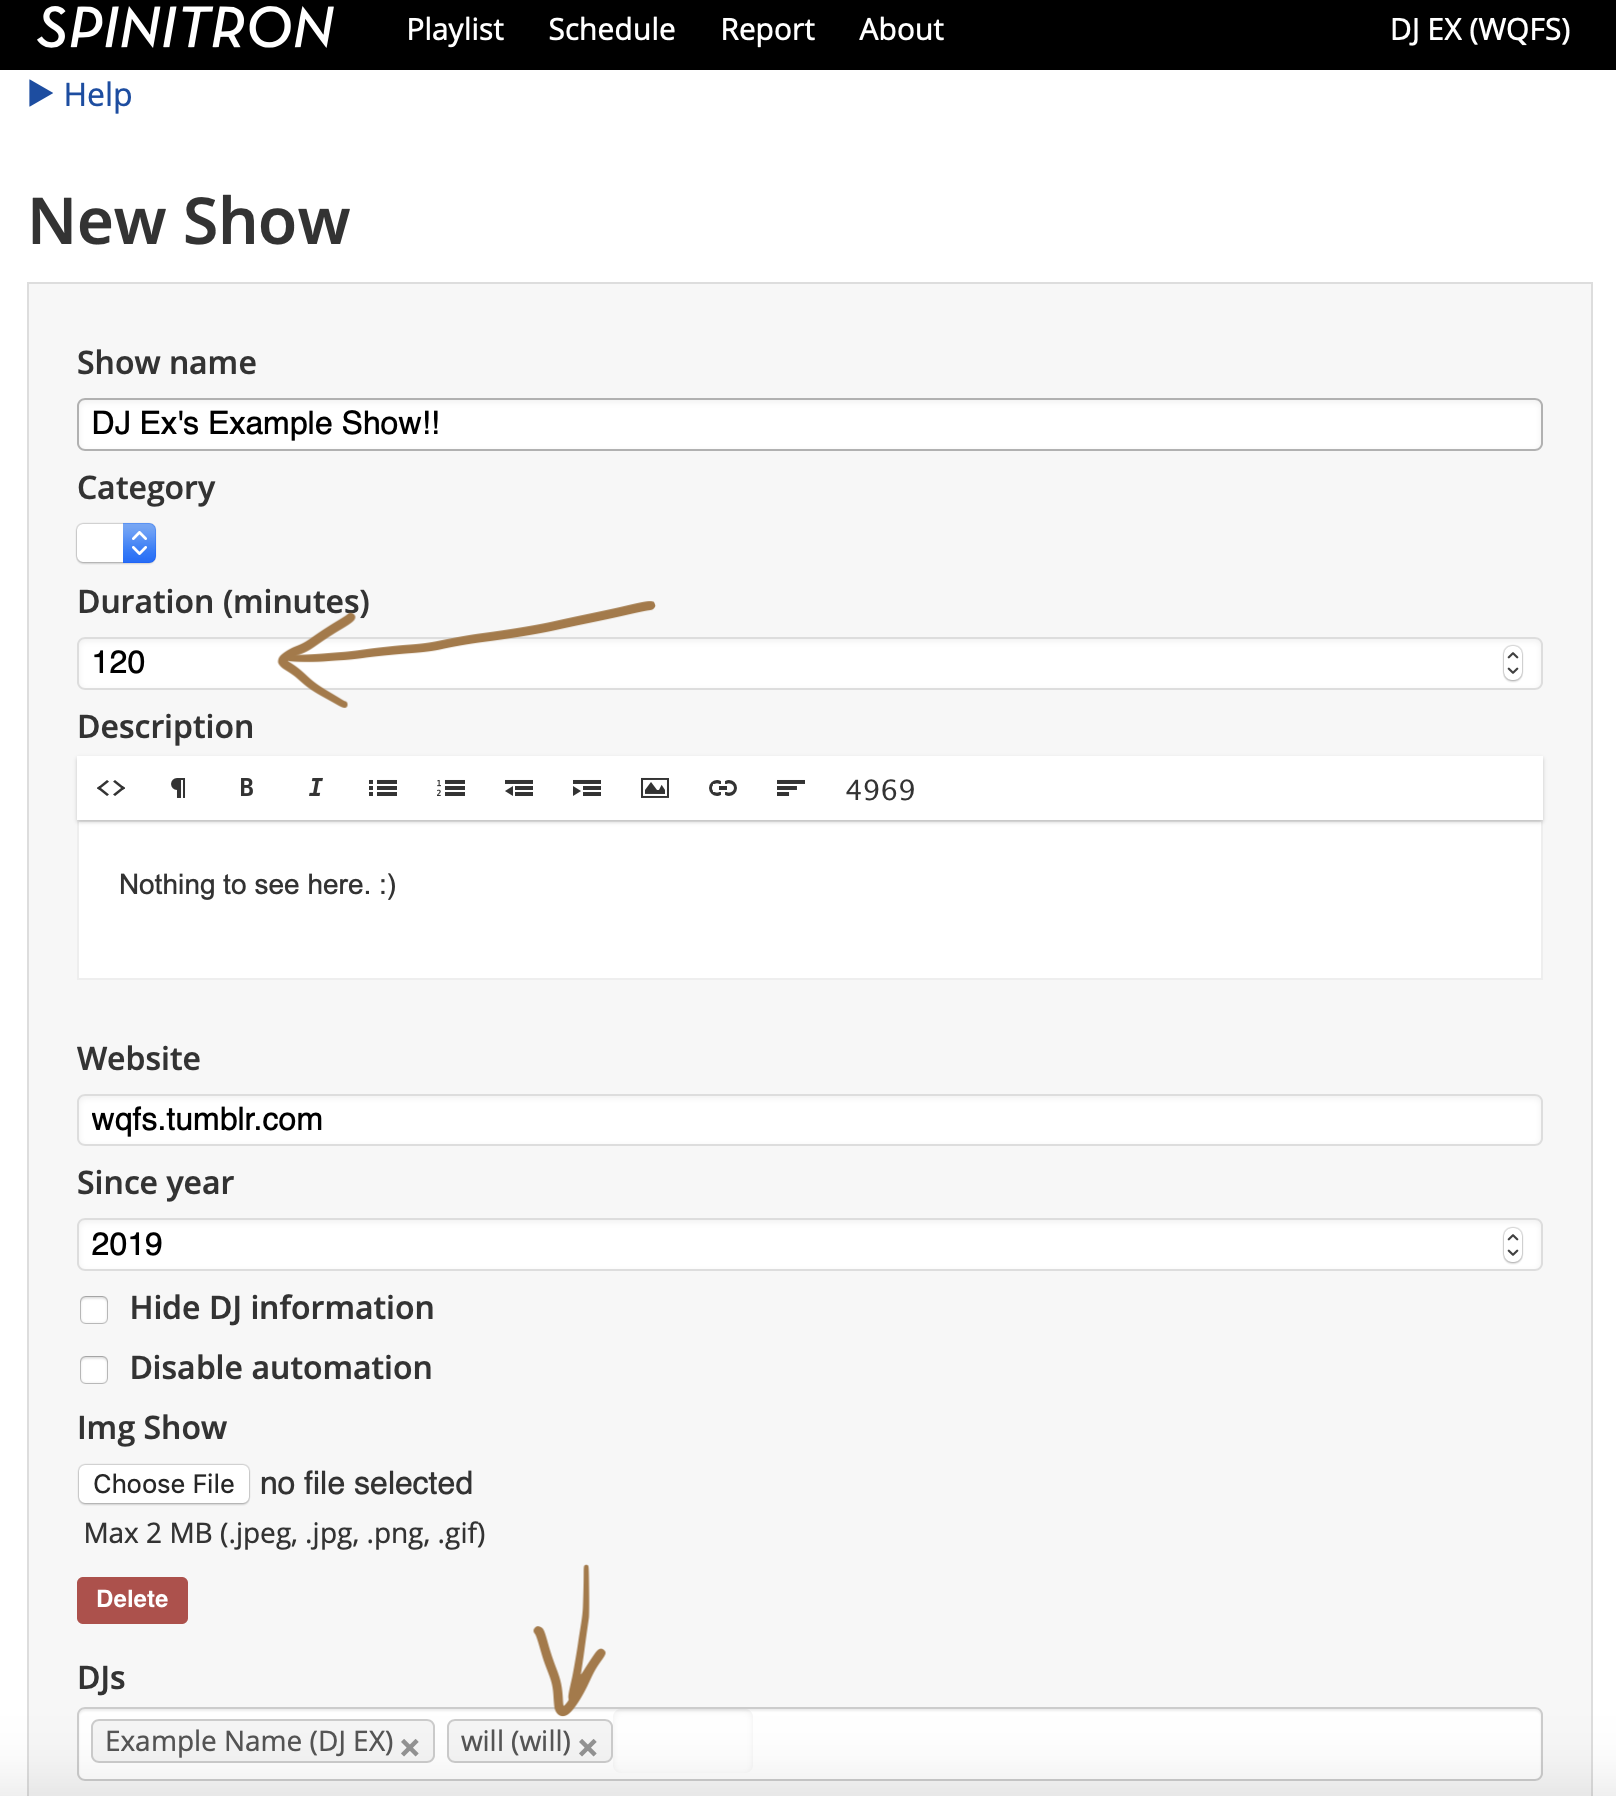 SPINITRON Playlist Schedule Report About DJ EX (WQFS)
Help
New Show
Show name
DJ Ex's Example Show!!
Category
Duration (minutes)
120
Description
B I 4969
Nothing to see here. :)
Website
wqfs.tumblr.com
Since year
2019
Hide DJ information
Disable automation
Img Show
Choose File no file selected
Max 2 MB (.jpeg, .jpg, .png, .gif)
Delete
DJs
Example Name (DJ EX) × will (will) ×